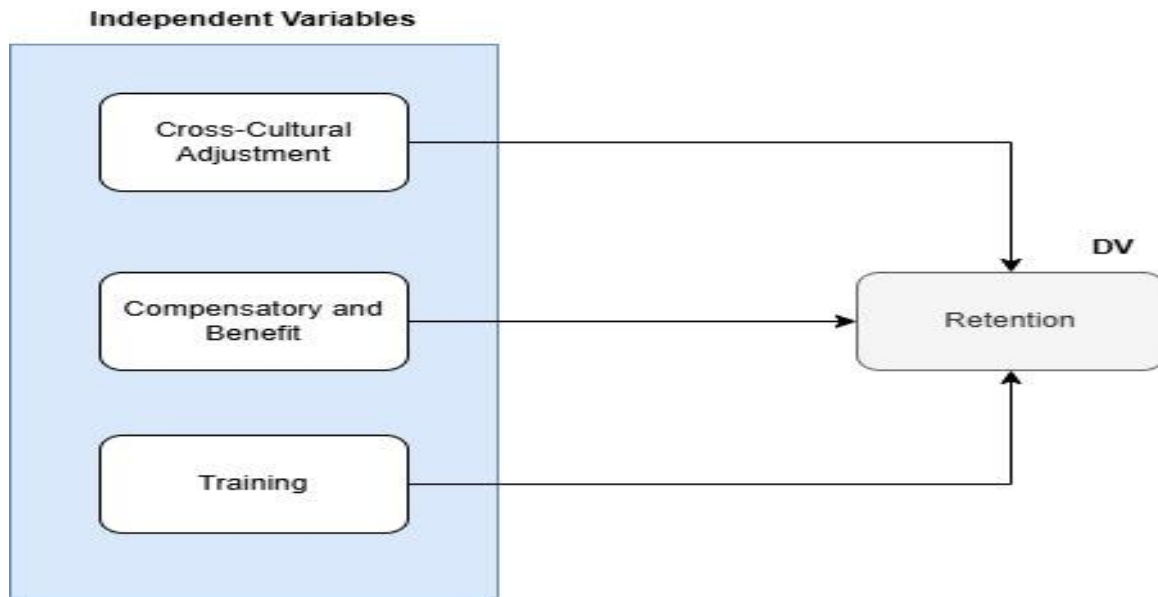 Independent Variables
Cross-Cultural
Adjustment
DV
Compensatory and
Benefit
Retention
Training